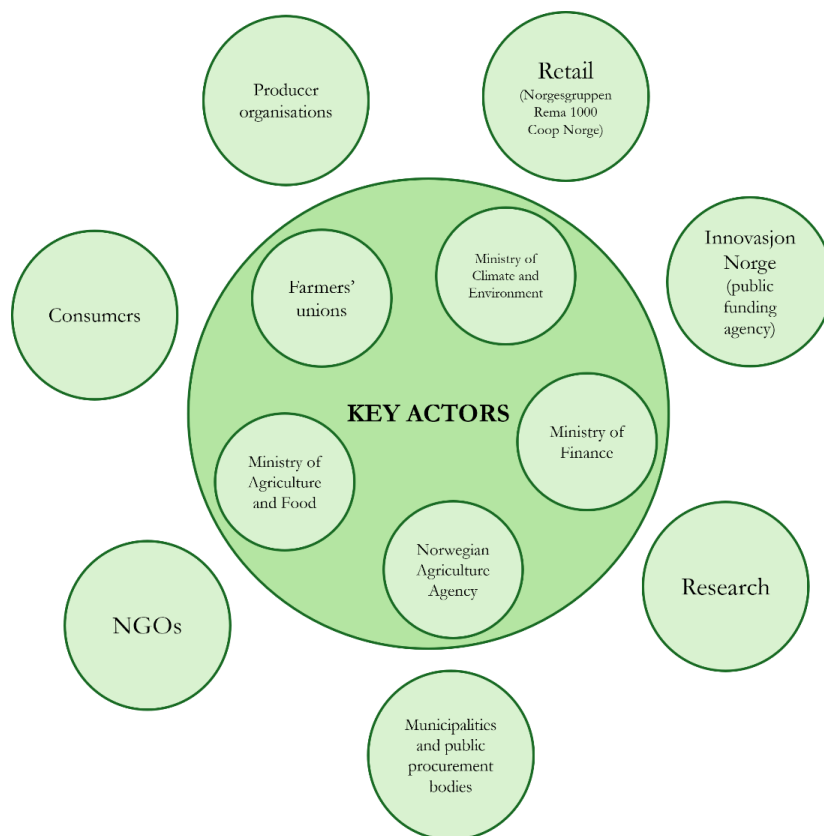 Producer
organisations
Retail
(Norgesgruppen
Rema 1000
Coop Norge)
Innovasjon
Norge
(public
funding
agency)
Consumers
Farmers’
unions
Ministry of
Climate and
Environment
KEY ACTORS
Ministry of
Finance
Ministry of
Agriculture
and Food
Norwegian
Agriculture
Agency
Research
NGOs
Municipalities
and public
procurement
bodies